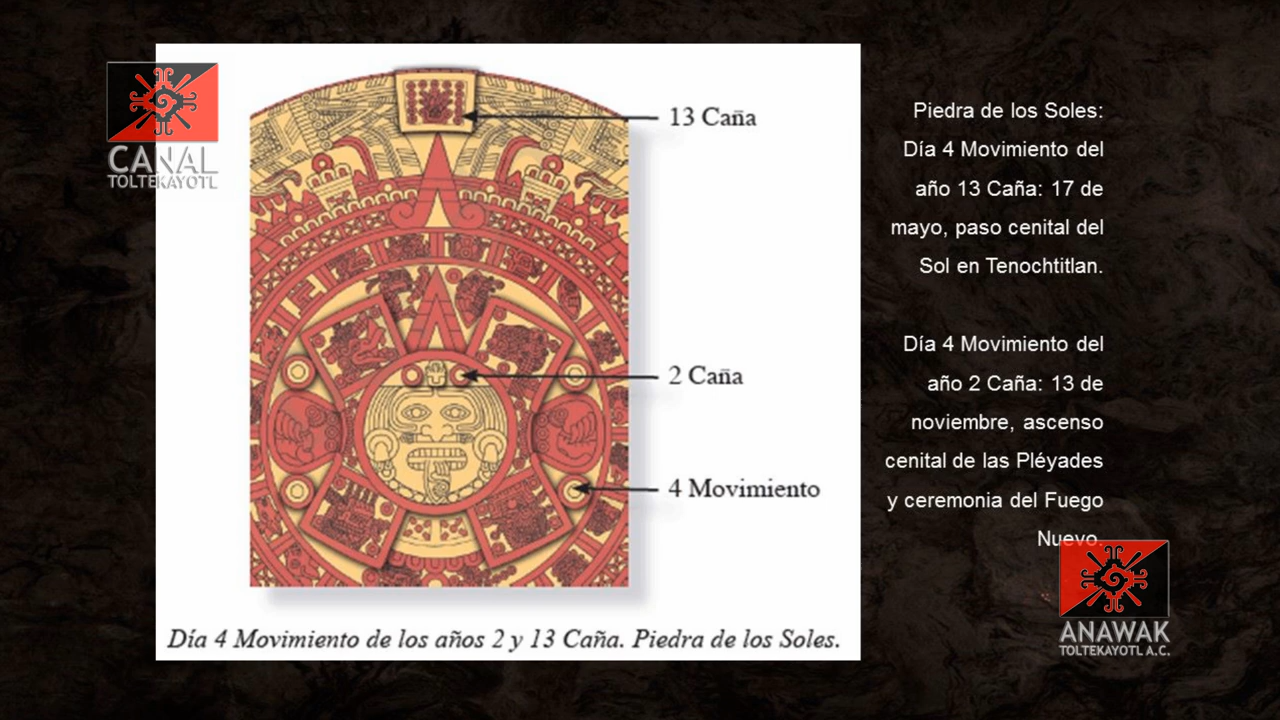 CANAL
TOLTEKAYOTL
13 Caña
2 Caña
4 Movimiento
Día 4 Movimiento de los años 2 y 13 Caña. Piedra de los Soles.
Piedra de los Soles:
Día 4 Movimiento del
año 13 Caña: 17 de
mayo, paso cenital del
Sol en Tenochtitlan.
Día 4 Movimiento del
año 2 Caña: 13 de
noviembre, ascenso
cenital de las Pléyades
y ceremonia del Fuego
Nuevo.
ANAWAK
TOLTEKAYOTL A.C.